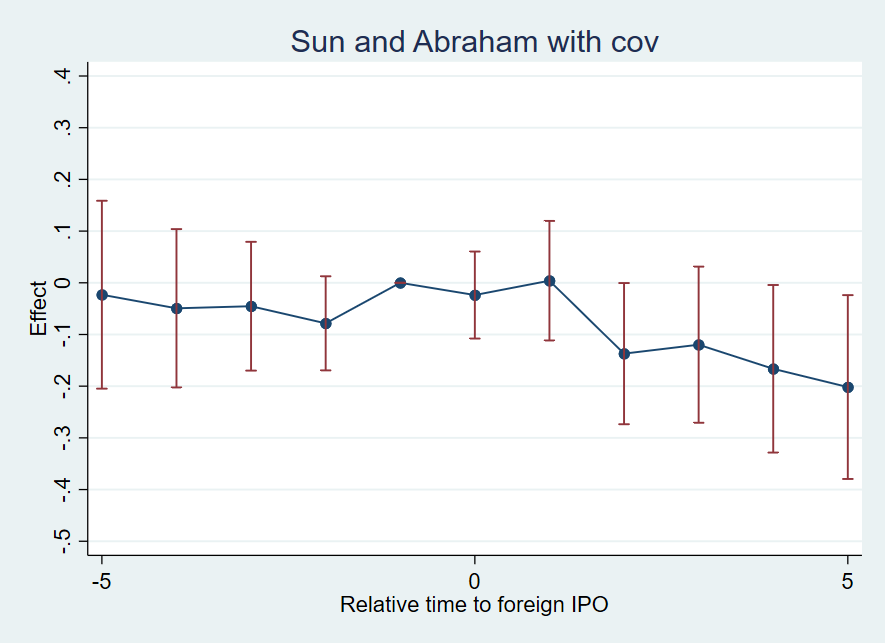 Sun and Abraham with cov
.4
.3
.2
.1
0
-.1
-.2
-.3
-.4
-.5
Effect
-5 0 5
Relative time to foreign IPO